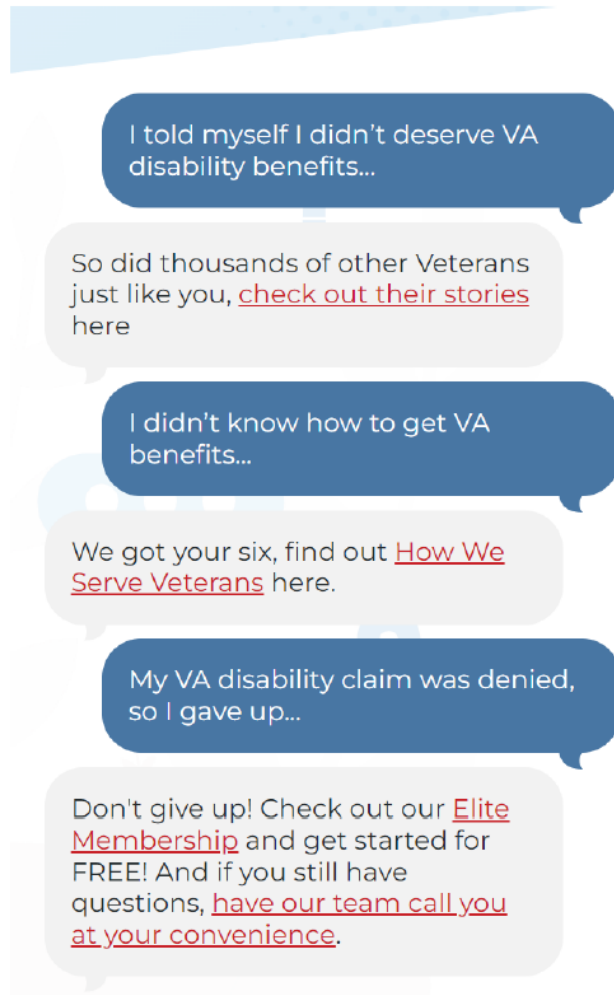 I told myself I didn’t deserve VA
disability benefits...
So did thousands of other Veterans
just like you, check out their stories
here
I didn’t know how to get VA
benefits...
We got your six, find out How We
Serve Veterans here.
My VA disability claim was denied,
so I gave up...
Don't give up! Check out our Elite
Membership and get started for
FREE! And if you still have
questions, have our team call you
at your convenience.